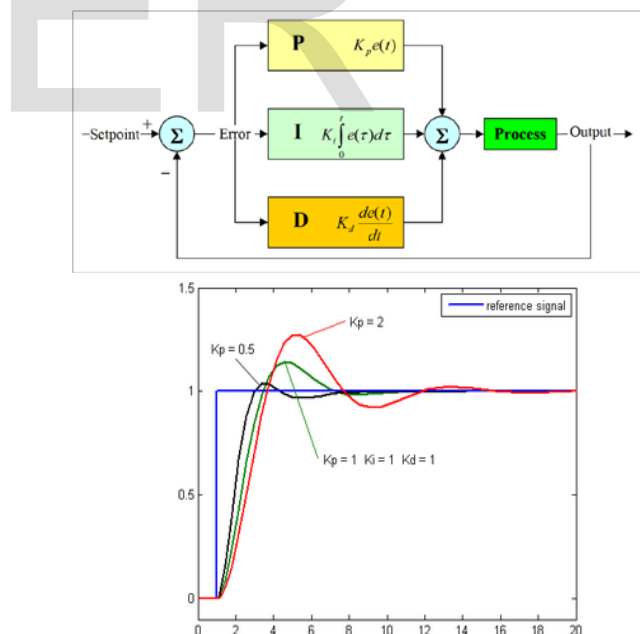 ER
P K_p e(t)
Setpoint + Σ Error I K_i ∫_0^t e(τ)dτ Σ Process Output
−
D K_d de(t)/dt
1.5
reference signal
Kp = 2
Kp = 0.5
1
Kp = 1 Ki = 1 Kd = 1
0.5
0
0 2 4 6 8 10 12 14 16 18 20